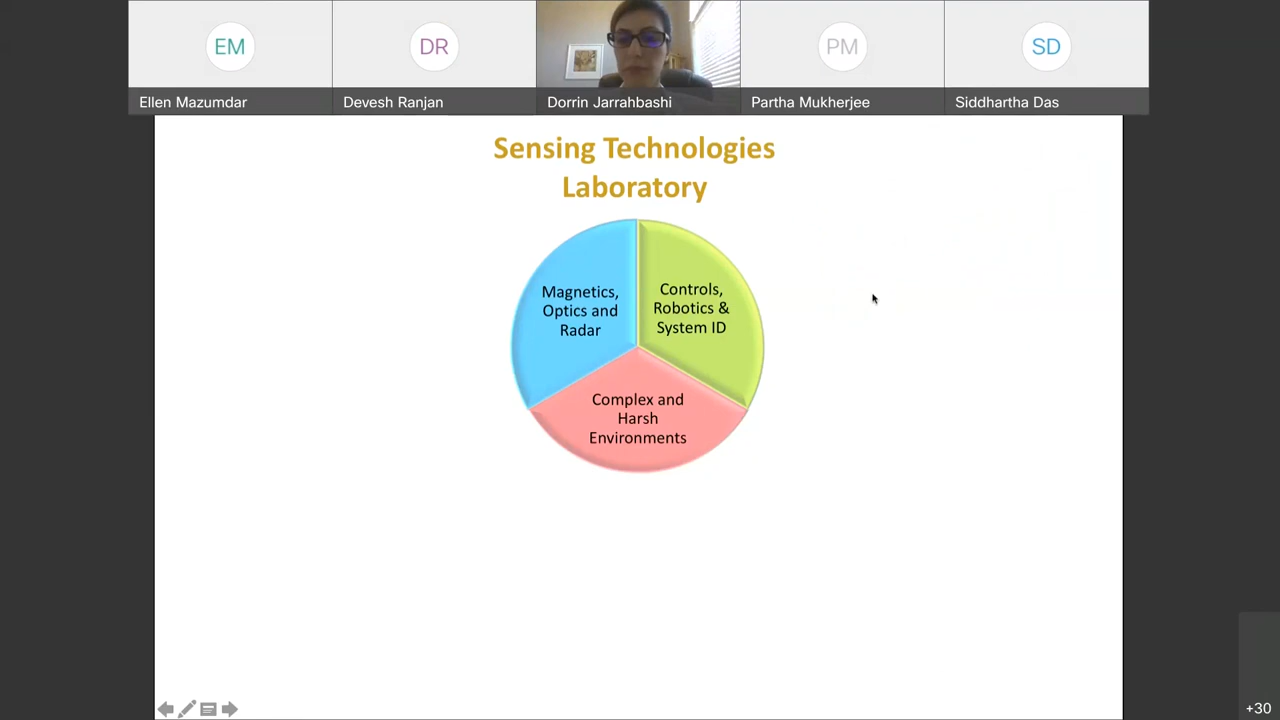 EM
DR
PM
SD
Ellen Mazumdar
Devesh Ranjan
Dorrin Jarrahbashi
Partha Mukherjee
Siddhartha Das
Sensing Technologies
Laboratory
Magnetics,
Optics and
Radar
Controls,
Robotics &
System ID
Complex and
Harsh
Environments
+30